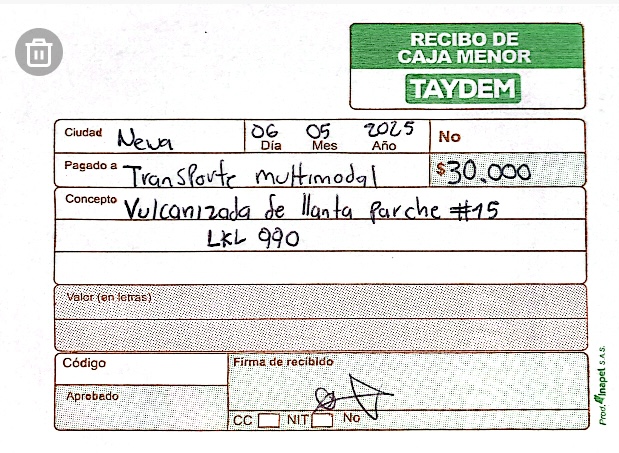 RECIBO DE
CAJA MENOR
TAYDEM
Ciudad Neiva 06 05 2025 No
Día Mes Año
Pagado a Transporte multimodal $30.000
Concepto Vulcanizada de llanta parche #15
LKL 990
Valor (en letras)
Código Firma de recibido
Aprobado
CC NIT No
Prod. Inapel S.A.S.